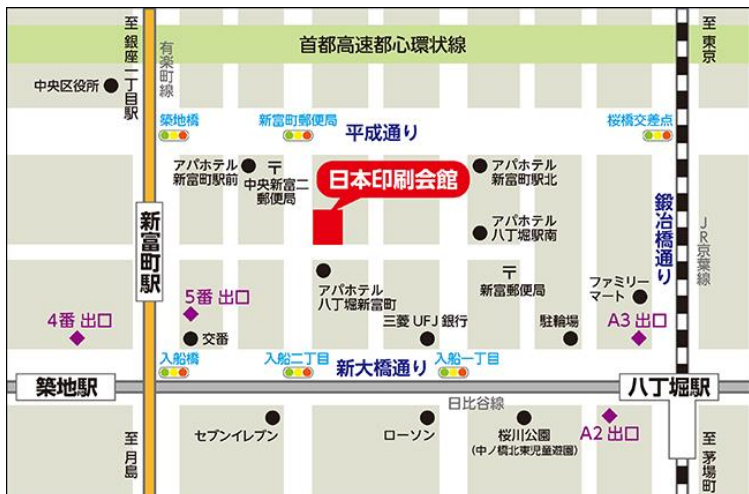 首都高速都心環状線
至銀座一丁目駅
有楽町線
至東京
中央区役所
築地橋
新富町郵便局
平成通り
桜橋交差点
アパホテル
新富町駅前
中央新富二
郵便局
日本印刷会館
アパホテル
新富町駅北
アパホテル
八丁堀駅南
鍛冶橋通り
JR京葉線
新富町駅
アパホテル
八丁堀新富町
新富郵便局
ファミリー
マート
5番 出口
4番 出口
交番
三菱UFJ銀行
駐輪場
A3 出口
入船橋
入船二丁目
新大橋通り
入船一丁目
築地駅
八丁堀駅
日比谷線
至月島
セブンイレブン
ローソン
桜川公園
(中ノ橋北東児童遊園)
A2 出口
至茅場町